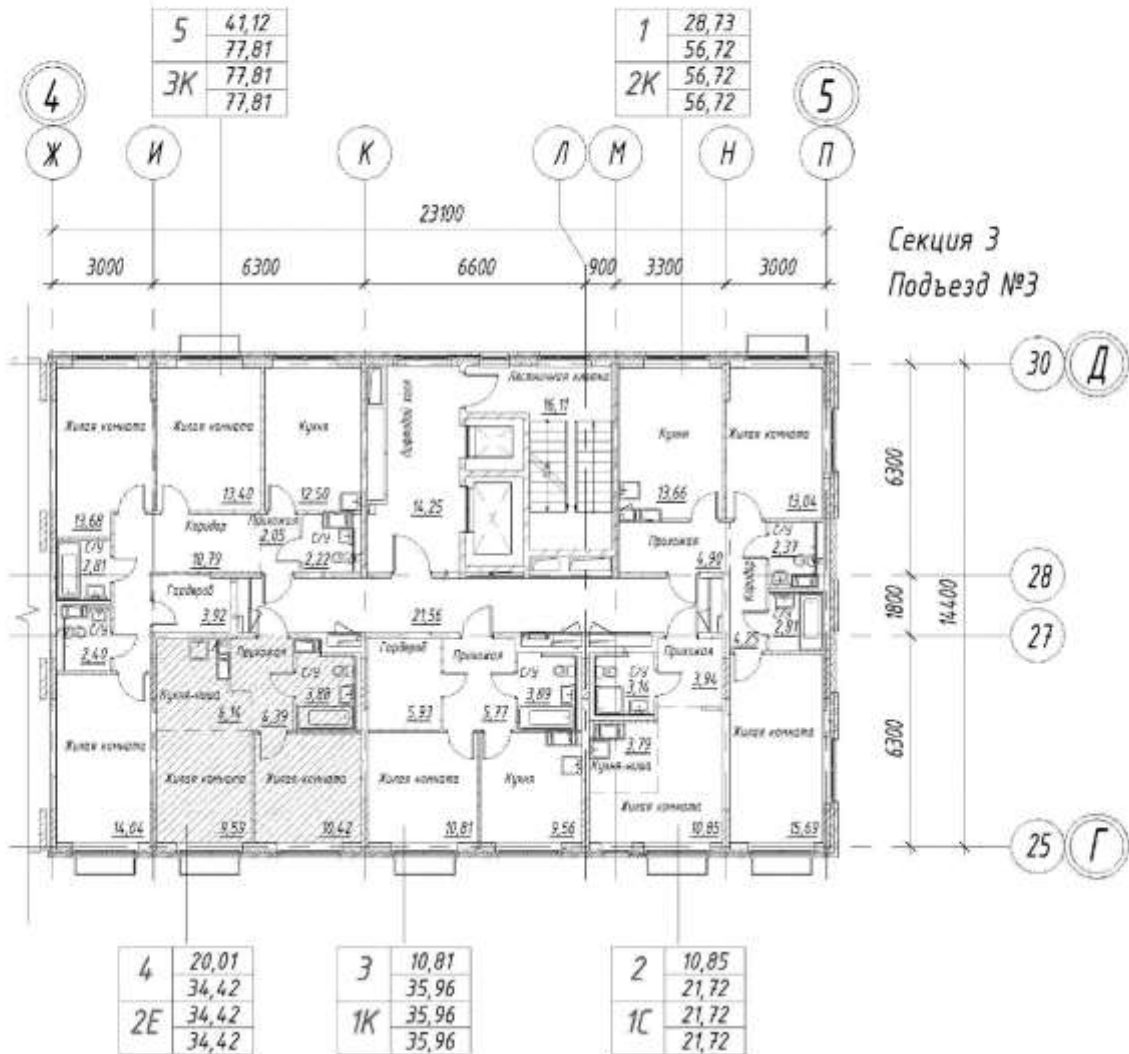 5 41,12
77,81
3К 77,81
77,81
1 28,73
56,72
2К 56,72
56,72
4 5
Ж И К Л М Н П
23100
3000 6300 6600 900 3300 3000
Секция 3
Подъезд №3
30 Д
Лестничная клетка
16,11
Жилая комната
Жилая комната
Кухня
Лифтовой холл
Кухня
Жилая комната
6300
13,40 12,50 13,66 13,04
14,25
13,68
Коридор
Прихожая
2,05
С/У
С/У
2,81
10,79
2,22
Прихожая
4,90
С/У
2,37
28
Коридор
Гардероб
3,92
21,56
1800
14400
2,81
4,25
27
С/У
2,40
Прихожая
Гардероб
Прихожая
Прихожая
С/У
3,88
С/У
3,89
С/У
3,14
3,94
Кухня-ниша
6,14
4,39
5,93
5,77
6300
Жилая комната
Жилая комната
Жилая комната
Жилая комната
Кухня
3,79
Кухня-ниша
Жилая комната
Жилая комната
14,04 9,59 10,42 10,81 9,56 10,85 15,69
25 Г
4 20,01
34,42
2Е 34,42
34,42
3 10,81
35,96
1К 35,96
35,96
2 10,85
21,72
1С 21,72
21,72